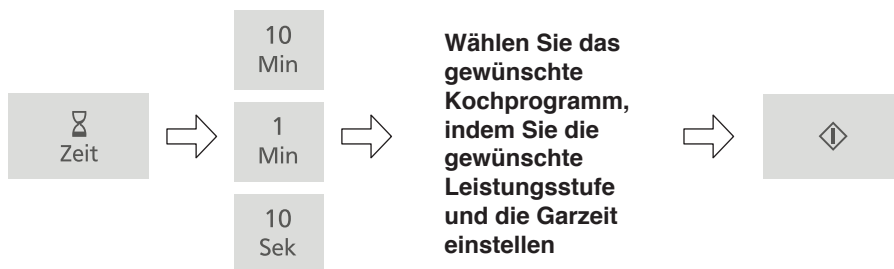 Zeit
10
Min
1
Min
10
Sek
Wählen Sie das
gewünschte
Kochprogramm,
indem Sie die
gewünschte
Leistungsstufe
und die Garzeit
einstellen